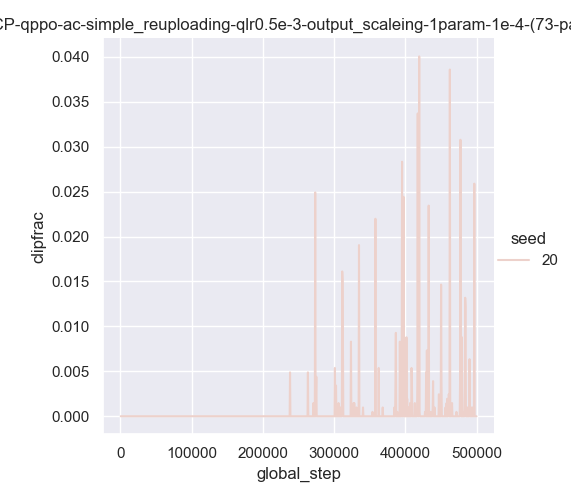 CP-qppo-ac-simple_reuploading-qlr0.5e-3-output_scaleing-1param-1e-4-(73-pa
0.040
0.035
0.030
0.025
0.020
0.015
0.010
0.005
0.000
dipfrac
seed
20
0 100000 200000 300000 400000 500000
global_step